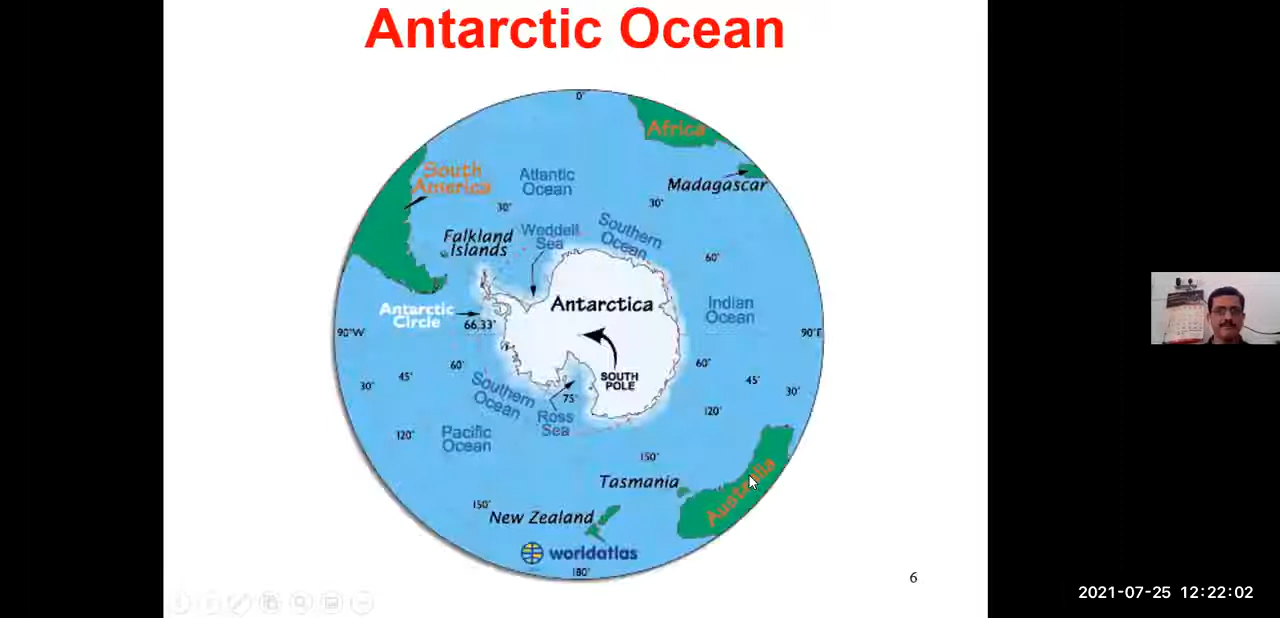 Antarctic Ocean
0°
Africa
South
America
Atlantic
Ocean
Madagascar
30°
30°
Falkland
Islands
Weddell
Sea
Southern
Ocean
60°
Antarctica
Indian
Ocean
Antarctic
Circle
66.33°
90°W
90°E
SOUTH
POLE
60°
60°
30°
45°
45°
30°
Southern
Ocean
75°
Ross
Sea
120°
120°
Pacific
Ocean
150°
Tasmania
Australia
150°
New Zealand
worldatlas
180°
6
2021-07-25 12:22:02